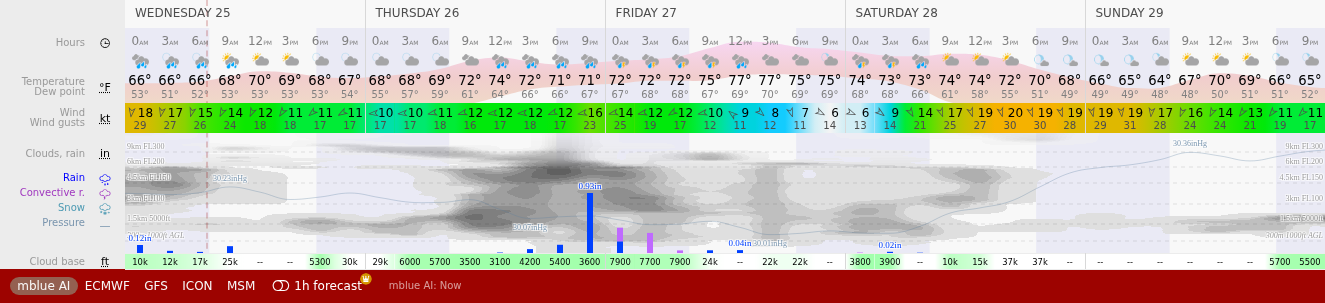 WEDNESDAY 25 THURSDAY 26 FRIDAY 27 SATURDAY 28 SUNDAY 29
Hours 0AM 3AM 6AM 9AM 12PM 3PM 6PM 9PM 0AM 3AM 6AM 9AM 12PM 3PM 6PM 9PM 0AM 3AM 6AM 9AM 12PM 3PM 6PM 9PM 0AM 3AM 6AM 9AM 12PM 3PM 6PM 9PM 0AM 3AM 6AM 9AM 12PM 3PM 6PM 9PM
Temperature °F 66° 66° 66° 68° 70° 69° 68° 67° 68° 68° 69° 72° 74° 72° 71° 71° 72° 72° 72° 75° 77° 77° 75° 75° 74° 73° 72° 74° 74° 72° 70° 68° 66° 65° 64° 67° 70° 69° 66° 65°
Dew point 53° 51° 52° 53° 53° 53° 53° 54° 55° 57° 59° 61° 64° 66° 67° 66° 67° 67° 68° 67° 69° 70° 69° 69° 68° 68° 66° 61° 58° 55° 51° 49° 49° 49° 49° 50° 50° 51° 51° 52°
Wind kt 18 17 15 14 12 11 11 11 10 10 11 12 12 12 12 16 14 12 12 10 9 8 7 6 6 9 14 17 19 20 19 19 19 19 17 16 14 13 11 11
Wind gusts 29 27 26 24 18 18 17 17 17 17 18 16 17 18 17 23 25 19 17 12 11 12 11 14 13 14 21 25 27 30 30 28 29 31 28 24 24 21 19 17
Clouds, rain in 9km FL300 30.36inHg 9km FL300
6km FL200 6km FL200
Rain 4.5km FL150 30.23inHg 0.93in 4.5km FL150
Convective r.
3km FL100 3km FL100
Snow
Pressure 1.5km 5000ft 30.07inHg 1.5km 5000ft
0.12in 300m 1000ft AGL 0.04in 30.01inHg 0.02in 300m 1000ft AGL
Cloud base ft 10k 12k 17k 25k -- -- 5300 30k 29k 6000 5700 3500 3100 4200 5400 3600 7900 7700 7900 24k -- 22k 22k -- 3800 3900 -- 10k 15k 37k 37k -- -- -- -- -- -- -- 5700 5500
mblue AI ECMWF GFS ICON MSM 1h forecast mblue AI: Now